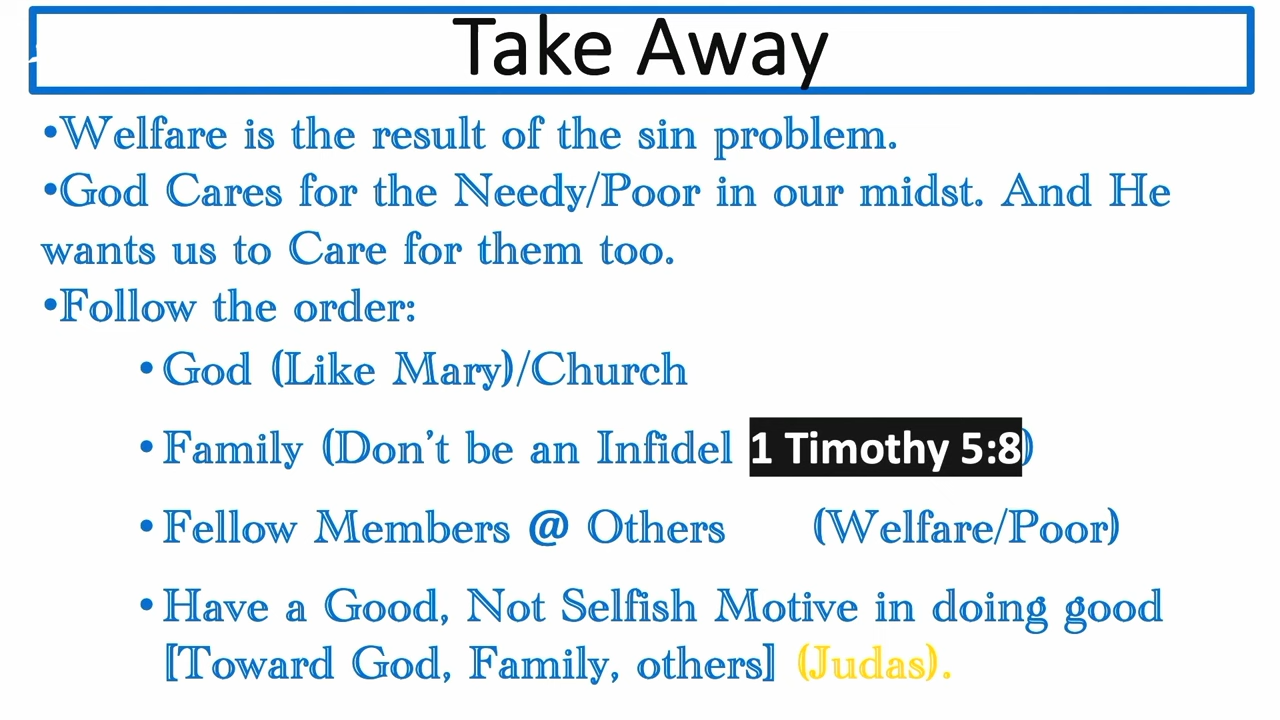 Take Away
•Welfare is the result of the sin problem.
•God Cares for the Needy/Poor in our midst. And He
wants us to Care for them too.
•Follow the order:
• God (Like Mary)/Church
• Family (Don't be an Infidel 1 Timothy 5:8)
• Fellow Members @ Others (Welfare/Poor)
• Have a Good, Not Selfish Motive in doing good
[Toward God, Family, others] (Judas).